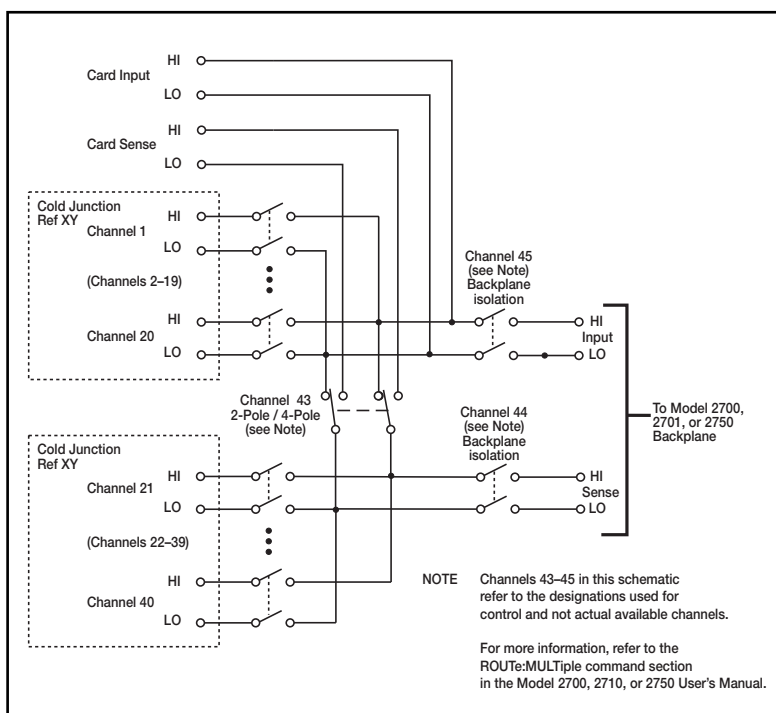 HI
Card Input
LO
HI
Card Sense
LO
Cold Junction
Ref XY
HI
Channel 1
LO
(Channels 2–19)
HI
Channel 20
LO
Channel 45
(see Note)
Backplane
isolation
HI
Input
LO
Channel 43
2-Pole / 4-Pole
(see Note)
Channel 44
(see Note)
Backplane
isolation
To Model 2700,
2701, or 2750
Backplane
Cold Junction
Ref XY
HI
Channel 21
LO
(Channels 22–39)
HI
Channel 40
LO
HI
Sense
LO
NOTE Channels 43–45 in this schematic
refer to the designations used for
control and not actual available channels.
For more information, refer to the
ROUTe:MULTiple command section
in the Model 2700, 2710, or 2750 User's Manual.